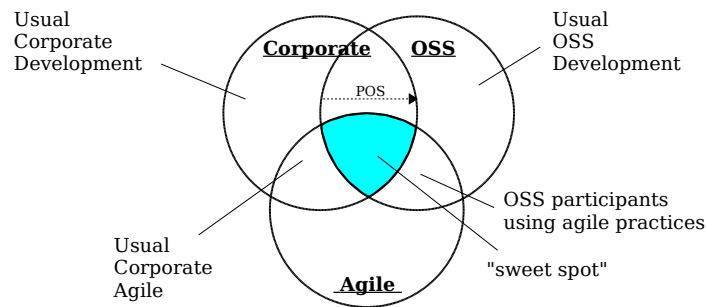 Usual
Corporate
Development
Corporate
OSS
Usual
OSS
Development
POS
OSS participants
using agile practices
"sweet spot"
Usual
Corporate
Agile
Agile